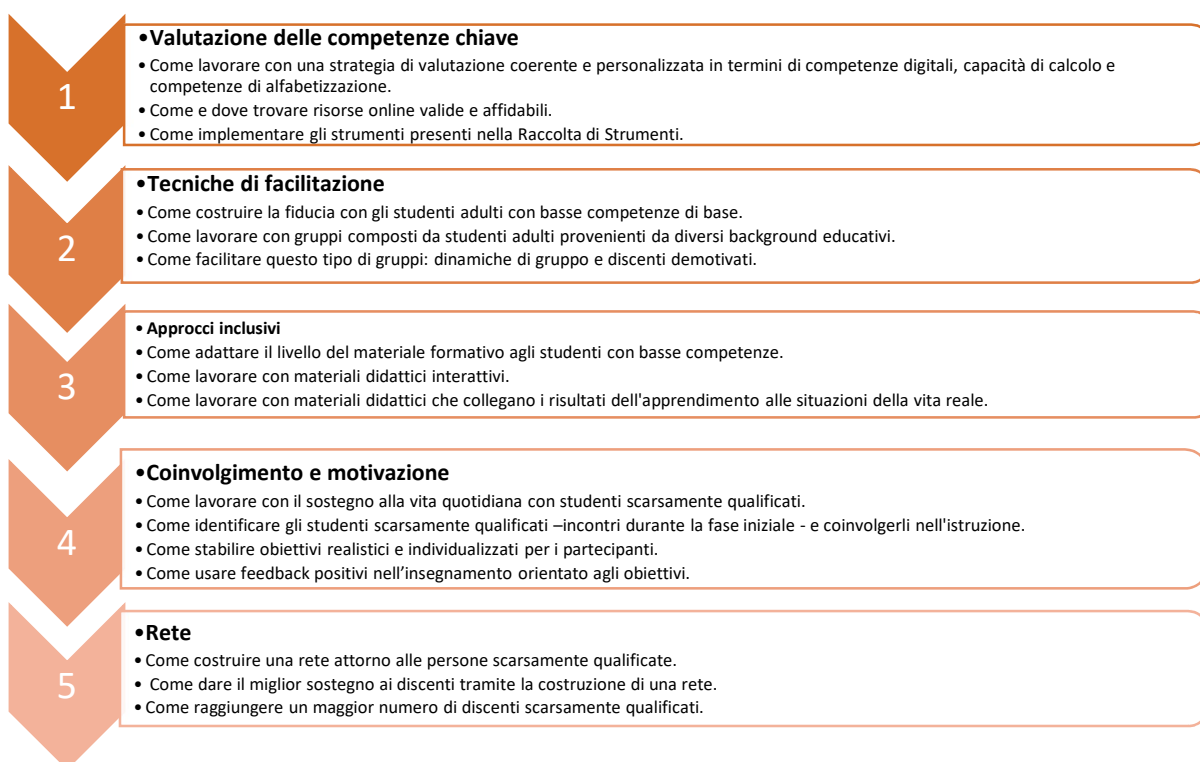 1
•Valutazione delle competenze chiave
• Come lavorare con una strategia di valutazione coerente e personalizzata in termini di competenze digitali, capacità di calcolo e
competenze di alfabetizzazione.
• Come e dove trovare risorse online valide e affidabili.
• Come implementare gli strumenti presenti nella Raccolta di Strumenti.
2
•Tecniche di facilitazione
• Come costruire la fiducia con gli studenti adulti con basse competenze di base.
• Come lavorare con gruppi composti da studenti adulti provenienti da diversi background educativi.
• Come facilitare questo tipo di gruppi: dinamiche di gruppo e discenti demotivati.
3
• Approcci inclusivi
• Come adattare il livello del materiale formativo agli studenti con basse competenze.
• Come lavorare con materiali didattici interattivi.
• Come lavorare con materiali didattici che collegano i risultati dell'apprendimento alle situazioni della vita reale.
4
•Coinvolgimento e motivazione
• Come lavorare con il sostegno alla vita quotidiana con studenti scarsamente qualificati.
• Come identificare gli studenti scarsamente qualificati –incontri durante la fase iniziale - e coinvolgerli nell'istruzione.
• Come stabilire obiettivi realistici e individualizzati per i partecipanti.
• Come usare feedback positivi nell’insegnamento orientato agli obiettivi.
5
•Rete
• Come costruire una rete attorno alle persone scarsamente qualificate.
• Come dare il miglior sostegno ai discenti tramite la costruzione di una rete.
• Come raggiungere un maggior numero di discenti scarsamente qualificati.